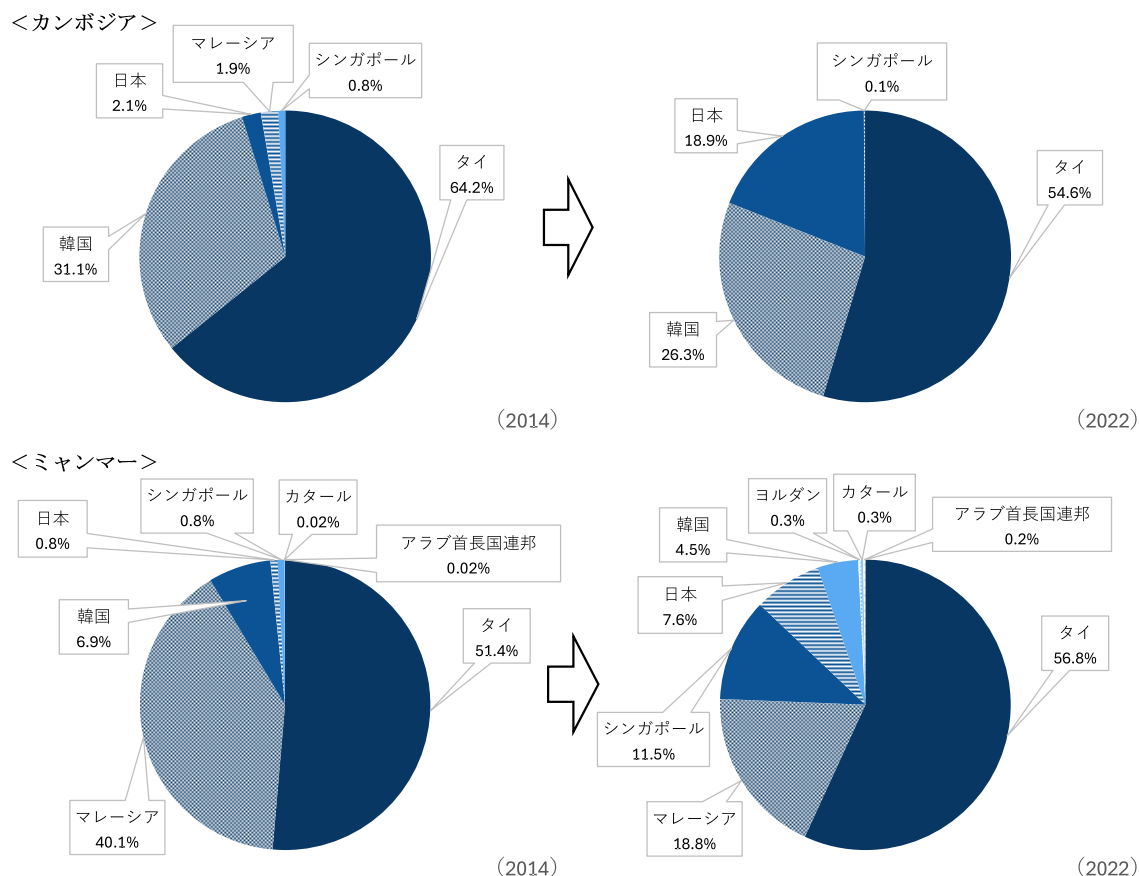 ＜カンボジア＞
マレーシア
1.9%
シンガポール
0.8%
日本
2.1%
タイ
64.2%
韓国
31.1%
（2014）
シンガポール
0.1%
日本
18.9%
タイ
54.6%
韓国
26.3%
（2022）
＜ミャンマー＞
シンガポール
0.8%
カタール
0.02%
日本
0.8%
アラブ首長国連邦
0.02%
韓国
6.9%
タイ
51.4%
マレーシア
40.1%
（2014）
ヨルダン
0.3%
カタール
0.3%
アラブ首長国連邦
0.2%
韓国
4.5%
日本
7.6%
タイ
56.8%
シンガポール
11.5%
マレーシア
18.8%
（2022）